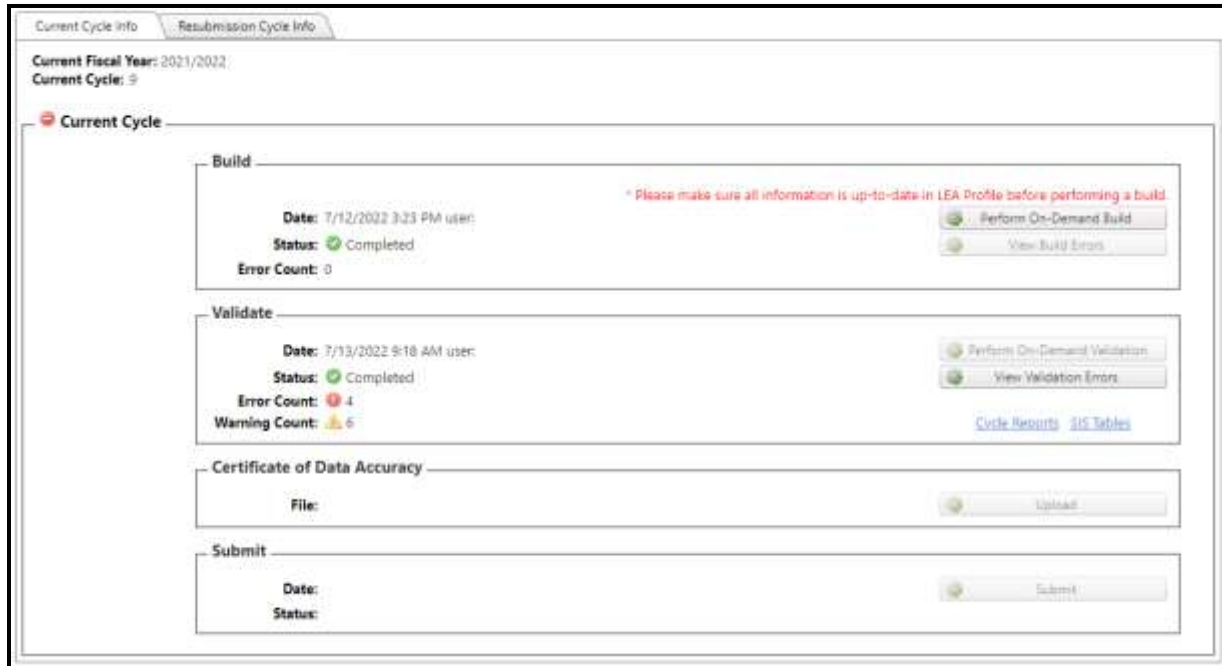 Current Cycle Info Resubmission Cycle Info
Current Fiscal Year: 2021/2022
Current Cycle: 9
Current Cycle
Build
* Please make sure all information is up-to-date in LEA Profile before performing a build.
Date: 7/12/2022 3:23 PM user: Perform On-Demand Build
Status: Completed View Build Errors
Error Count: 0
Validate
Date: 7/13/2022 9:18 AM user: Perform On-Demand Validation
Status: Completed View Validation Errors
Error Count: 4
Warning Count: 6 Cycle Reports SIS Tables
Certificate of Data Accuracy
File: Upload
Submit
Date: Submit
Status: